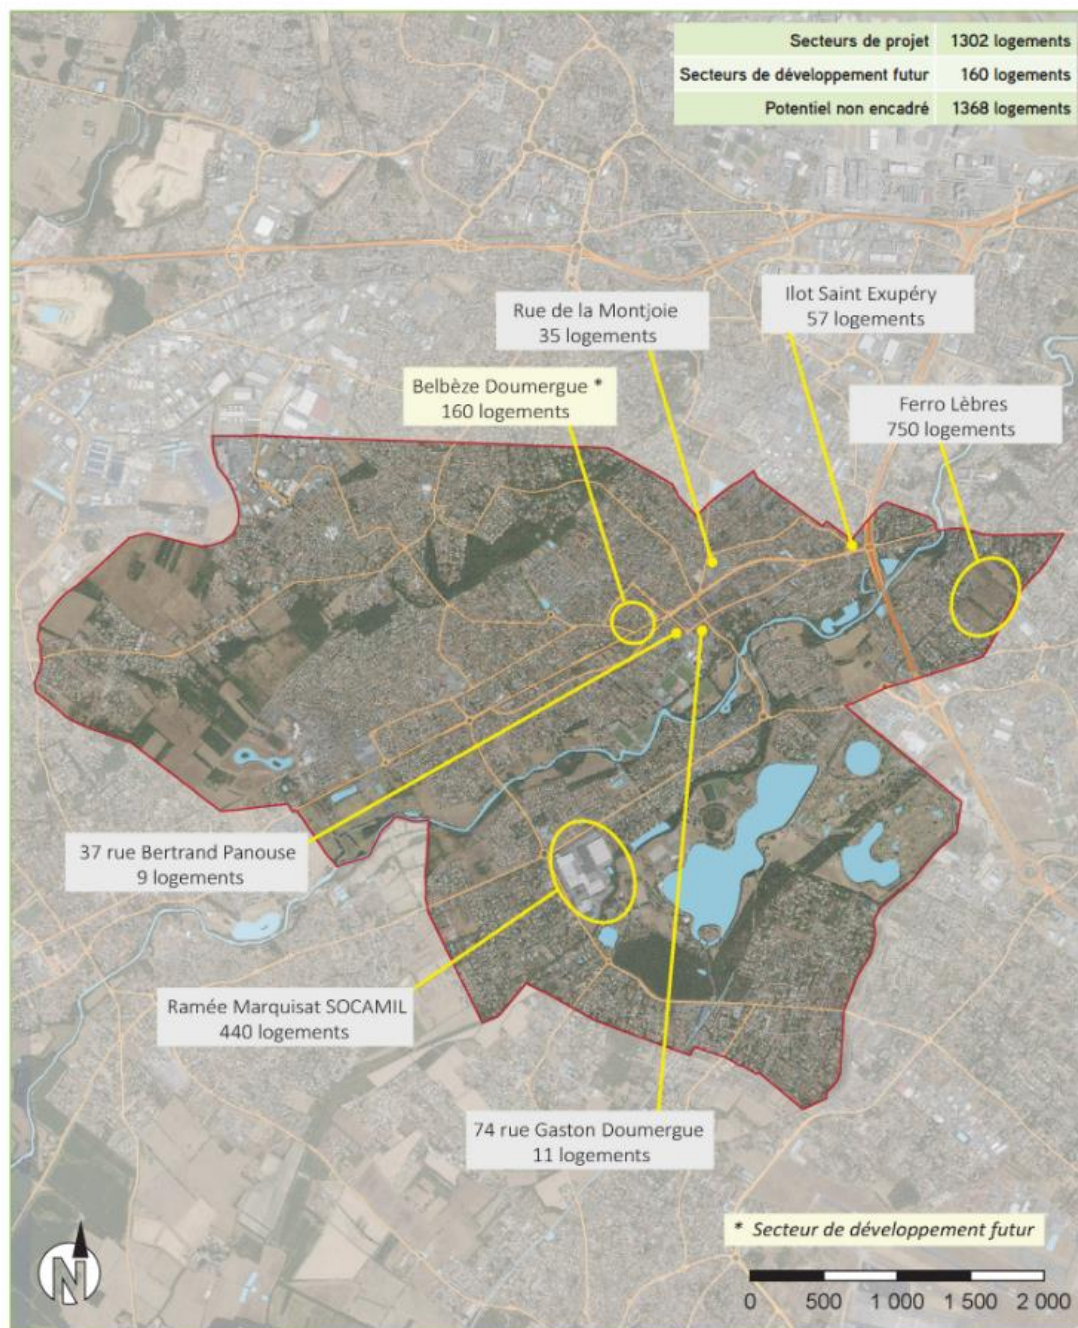 Secteurs de projet 1302 logements
Secteurs de développement futur 160 logements
Potentiel non encadré 1368 logements
Ilot Saint Exupéry
57 logements
Rue de la Montjoie
35 logements
Belbèze Doumergue *
160 logements
Ferro Lèbres
750 logements
37 rue Bertrand Panouse
9 logements
Ramée Marquisat SOCAMIL
440 logements
74 rue Gaston Doumergue
11 logements
* Secteur de développement futur
N
0 500 1 000 1 500 2 000